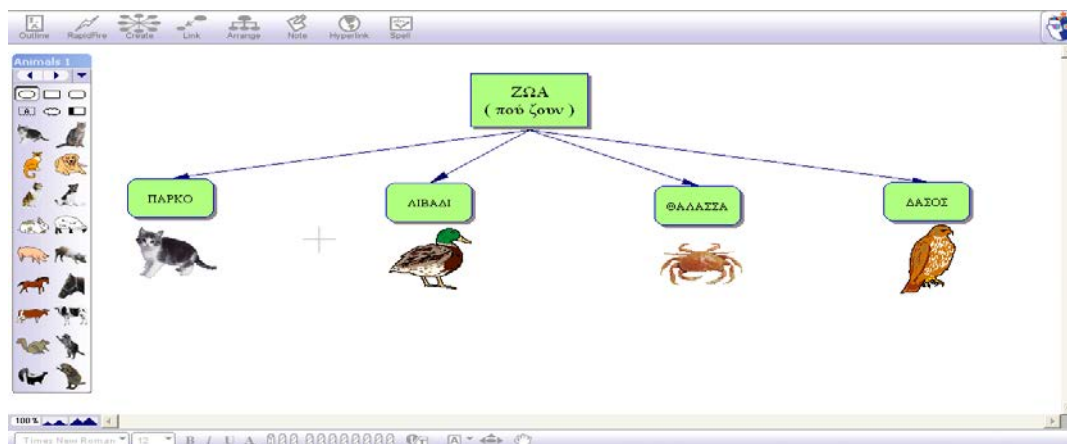 Outline RapidFire Create Link Arrange Note Hyperlink Spell
Animals 1
A
ΖΩΑ
( πού ζουν )
ΠΑΡΚΟ
ΛΙΒΑΔΙ
ΘΑΛΑΣΣΑ
ΔΑΣΟΣ
100%
Times New Roman 12 B I U A A